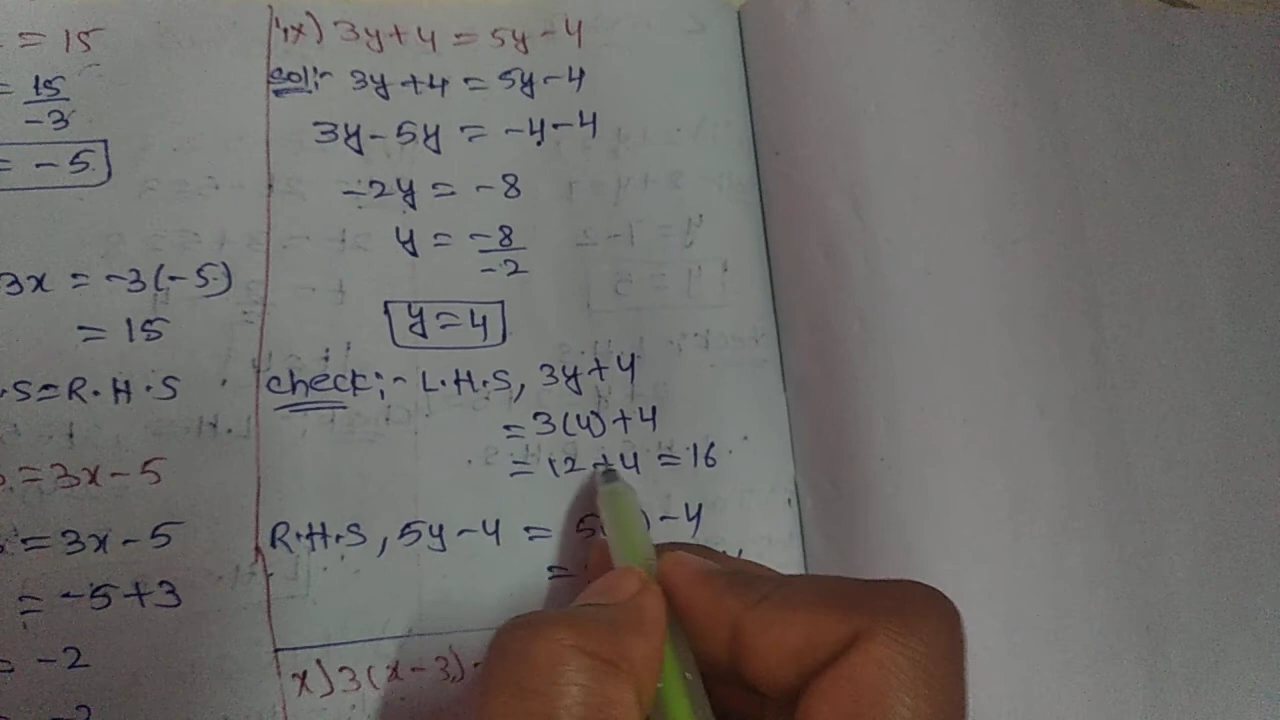 = 15
= 15
-3
= -5
3x = -3(-5)
= 15
.S = R.H.S
= 3x - 5
= 3x - 5
= -5+3
= -2
ix) 3y+4 = 5y-4
Sol:- 3y+4 = 5y-4
3y-5y = -4-4
-2y = -8
y = -8
-2
y=4
Check:- L.H.S, 3y+4
= 3(4)+4
= 12+4 = 16
R.H.S, 5y-4 = 5( ) -4
=
x) 3(x-3)